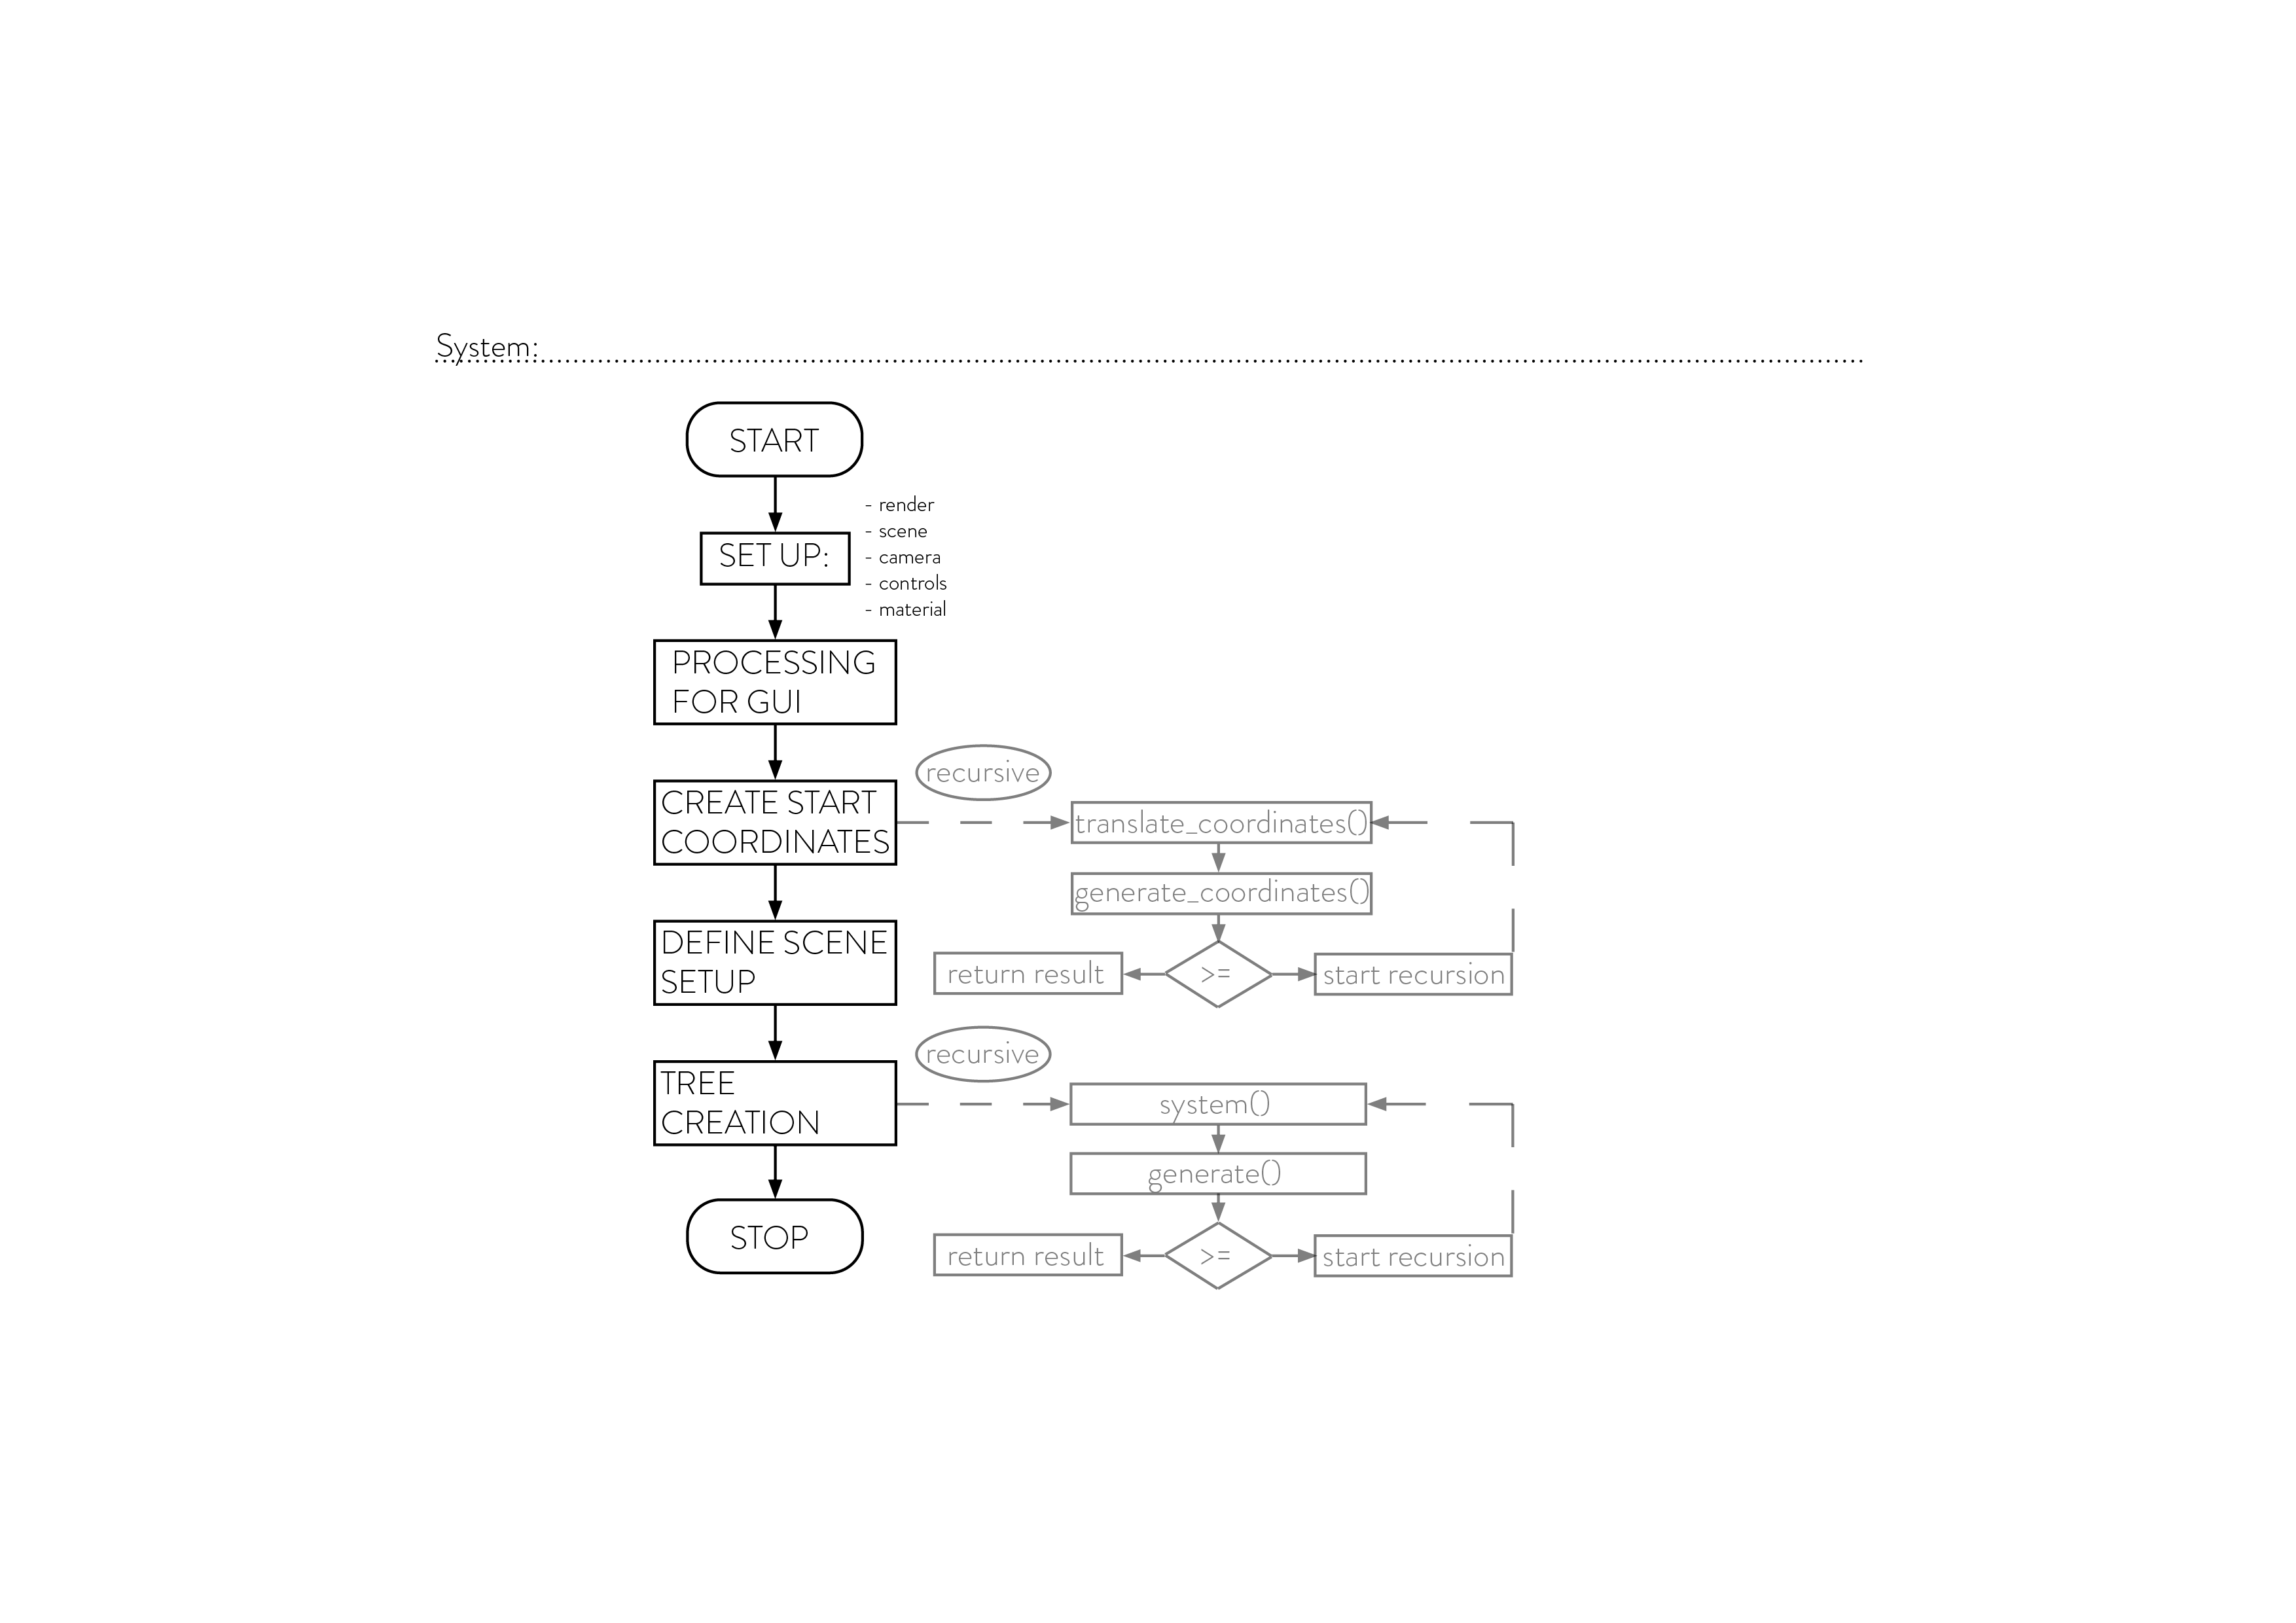 System:
START
- render
- scene
- camera
- controls
- material
SET UP:
PROCESSING
FOR GUI
CREATE START
COORDINATES
recursive
translate_coordinates()
generate_coordinates()
return result
>=
start recursion
DEFINE SCENE
SETUP
TREE
CREATION
recursive
system()
generate()
return result
>=
start recursion
STOP